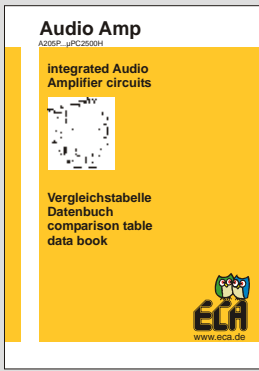 Audio Amp
A205P...µPC2500H
integrated Audio
Amplifier circuits
Vergleichstabelle
Datenbuch
comparison table
data book
ECA
www.eca.de